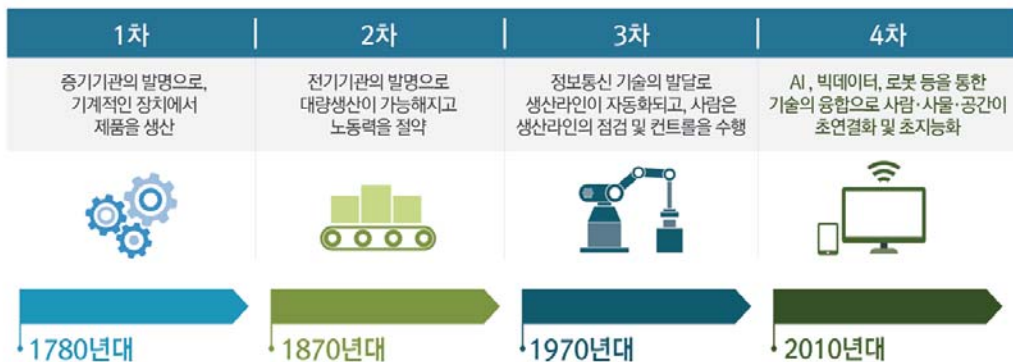 1차
2차
3차
4차
증기기관의 발명으로,
기계적인 장치에서
제품을 생산
전기기관의 발명으로
대량생산이 가능해지고
노동력을 절약
정보통신 기술의 발달로
생산라인이 자동화되고, 사람은
생산라인의 점검 및 컨트롤을 수행
AI , 빅데이터, 로봇 등을 통한
기술의 융합으로 사람·사물·공간이
초연결화 및 초지능화
1780년대
1870년대
1970년대
2010년대